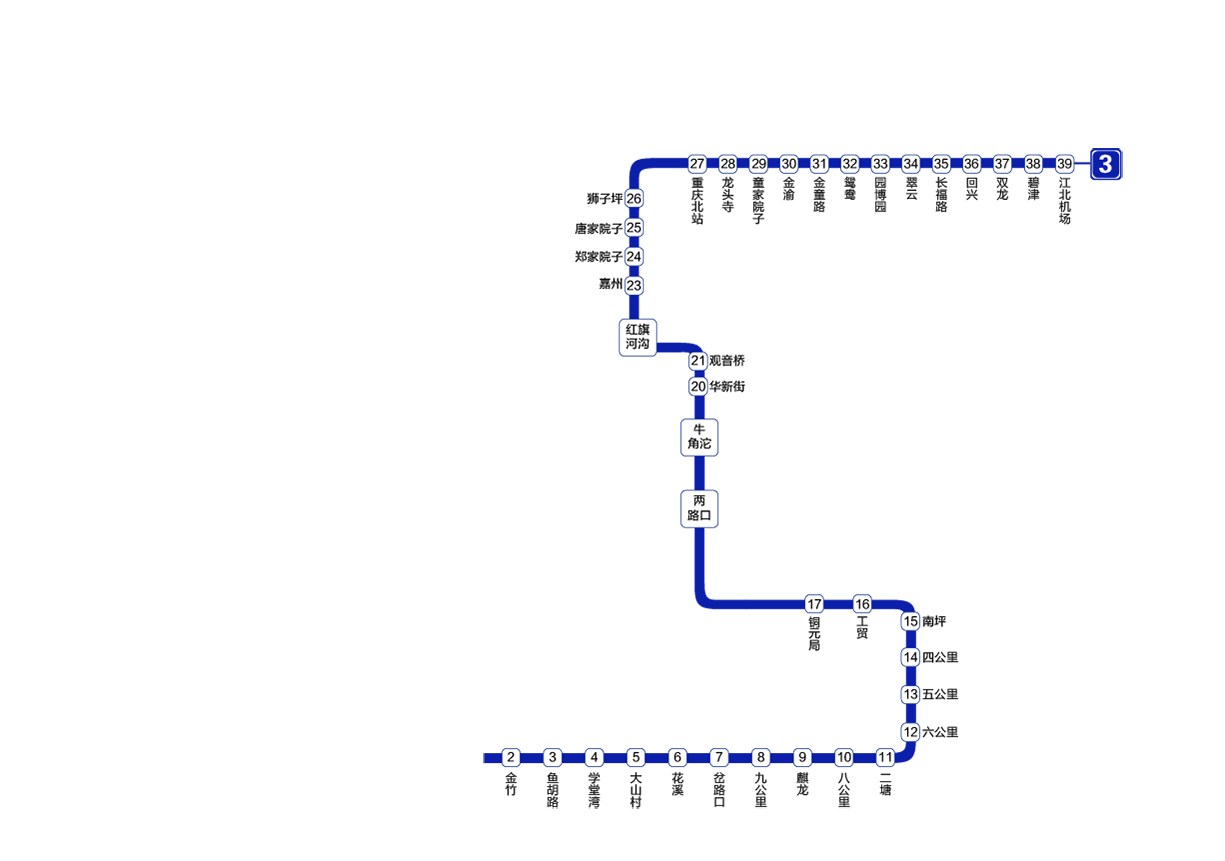 27 28 29 30 31 32 33 34 35 36 37 38 39 3
重庆北站
龙头寺
童家院子
金渝
金童路
鸳鸯
园博园
翠云
长福路
回兴
双龙
碧津
江北机场
狮子坪 26
唐家院子 25
郑家院子 24
嘉州 23
红旗
河沟
21 观音桥
20 华新街
牛
角沱
两
路口
17 16
铜元局
工贸
15 南坪
14 四公里
13 五公里
12 六公里
2 3 4 5 6 7 8 9 10 11
金竹
鱼胡路
学堂湾
大山村
花溪
岔路口
九公里
麒龙
八公里
二塘